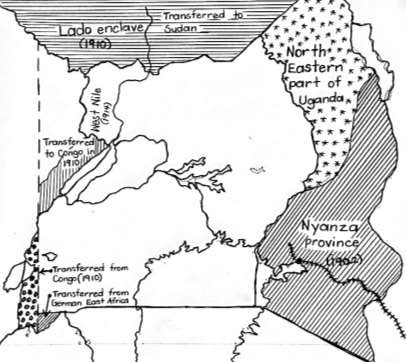 Lado enclave
(1910)
Transferred to
Sudan
North
Eastern
part of
Uganda
West Nile
(1914)
Transferred
to Congo in
1910
Nyanza
province
(1902)
Transferred from
Congo (1910)
Transferred from
German East Africa